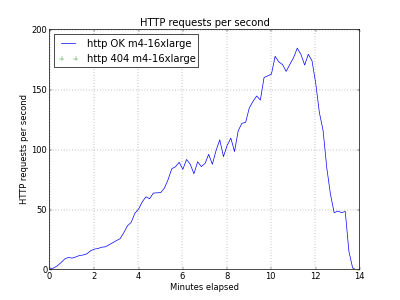 HTTP requests per second
HTTP requests per second
200
150
100
50
0
http OK m4-16xlarge
http 404 m4-16xlarge
0 2 4 6 8 10 12 14
Minutes elapsed